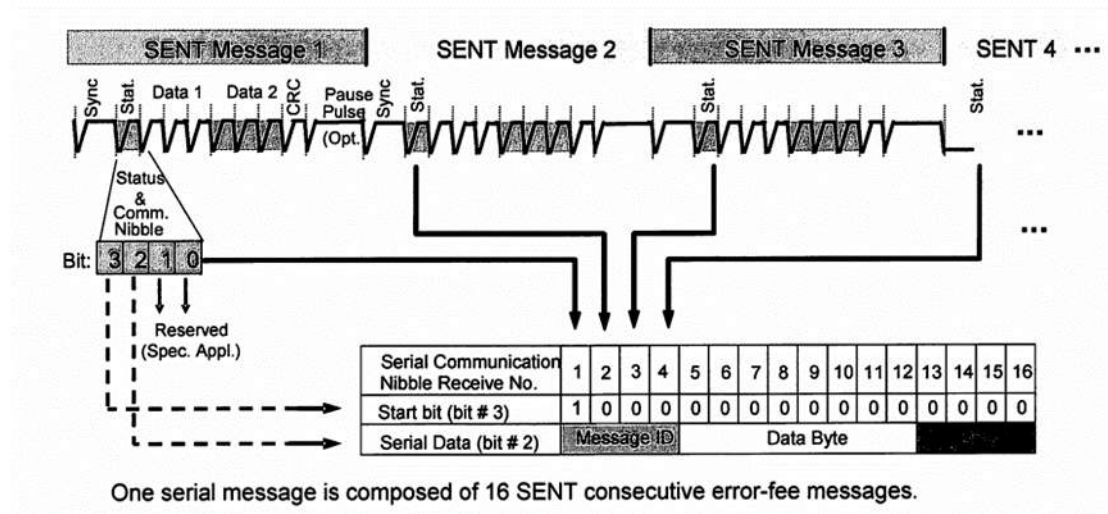 SENT Message 1 SENT Message 2 SENT Message 3 SENT 4 ...
Sync Stat. Data 1 Data 2 CRC Pause Pulse (Opt. Sync Stat. Stat. Stat.
...
Status
&
Comm.
Nibble
...
Bit: 3 2 1 0
Reserved
(Spec. Appl.)
Serial Communication
Nibble Receive No. 1 2 3 4 5 6 7 8 9 10 11 12 13 14 15 16
Start bit (bit # 3) 1 0 0 0 0 0 0 0 0 0 0 0 0 0 0 0
Serial Data (bit # 2) Message ID Data Byte
One serial message is composed of 16 SENT consecutive error-fee messages.